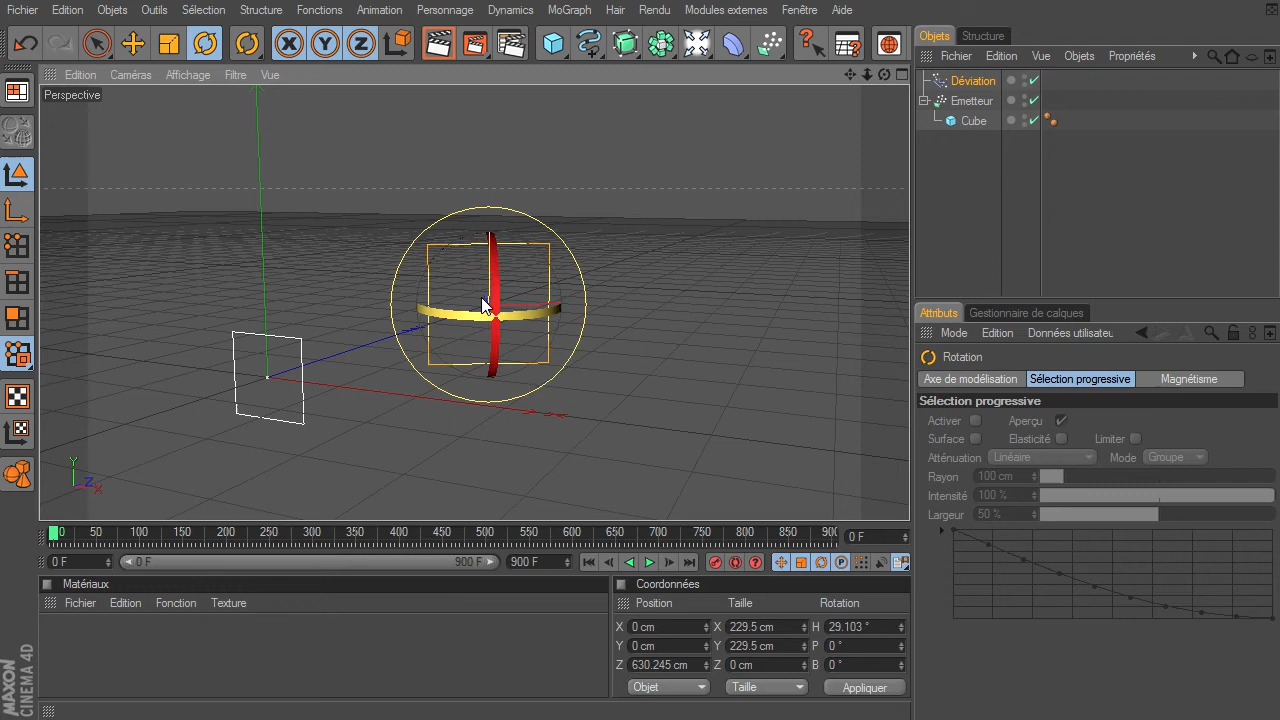 Fichier Edition Objets Outils Sélection Structure Fonctions Animation Personnage Dynamics MoGraph Hair Rendu Modules externes Fenêtre Aide
Edition Caméras Affichage Filtre Vue
Perspective
Y
Z
X
0 50 100 150 200 250 300 350 400 450 500 550 600 650 700 750 800 850 900 0 F
0 F 0 F 900 F 900 F
Matériaux
Fichier Edition Fonction Texture
Coordonnées
Position Taille Rotation
X 0 cm X 229.5 cm H 29.103 °
Y 0 cm Y 229.5 cm P 0 °
Z 630.245 cm Z 0 cm B 0 °
Objet Taille Appliquer
MAXON
CINEMA 4D
Objets Structure
Fichier Edition Vue Objets Propriétés
Déviation
Emetteur
Cube
Attributs Gestionnaire de calques
Mode Edition Données utilisateu
Rotation
Axe de modélisation Sélection progressive Magnétisme
Sélection progressive
Activer Aperçu
Surface Elasticité Limiter
Atténuation Linéaire Mode Groupe
Rayon 100 cm
Intensité 100 %
Largeur 50 %